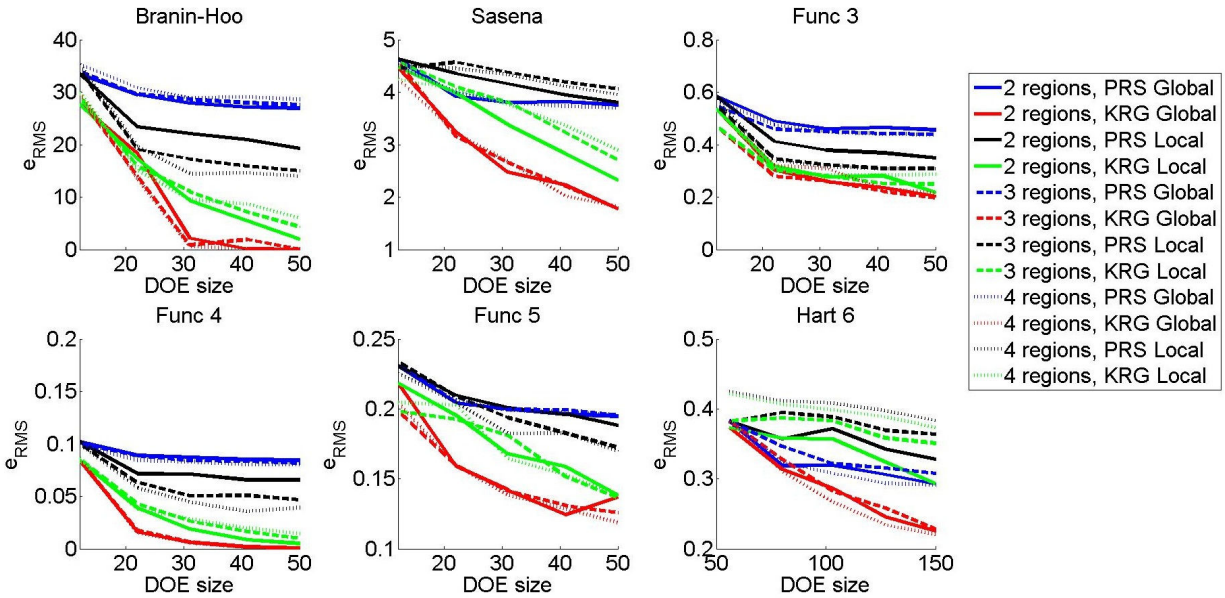 Branin-Hoo
40
30
20
10
0
e_RMS
20 30 40 50
DOE size
Sasena
5
4
3
2
1
e_RMS
20 30 40 50
DOE size
Func 3
0.8
0.6
0.4
0.2
0
e_RMS
20 30 40 50
DOE size
Func 4
0.2
0.15
0.1
0.05
0
e_RMS
20 30 40 50
DOE size
Func 5
0.25
0.2
0.15
0.1
e_RMS
20 30 40 50
DOE size
Hart 6
0.5
0.4
0.3
0.2
e_RMS
50 100 150
DOE size
2 regions, PRS Global
2 regions, KRG Global
2 regions, PRS Local
2 regions, KRG Local
3 regions, PRS Global
3 regions, KRG Global
3 regions, PRS Local
3 regions, KRG Local
4 regions, PRS Global
4 regions, KRG Global
4 regions, PRS Local
4 regions, KRG Local